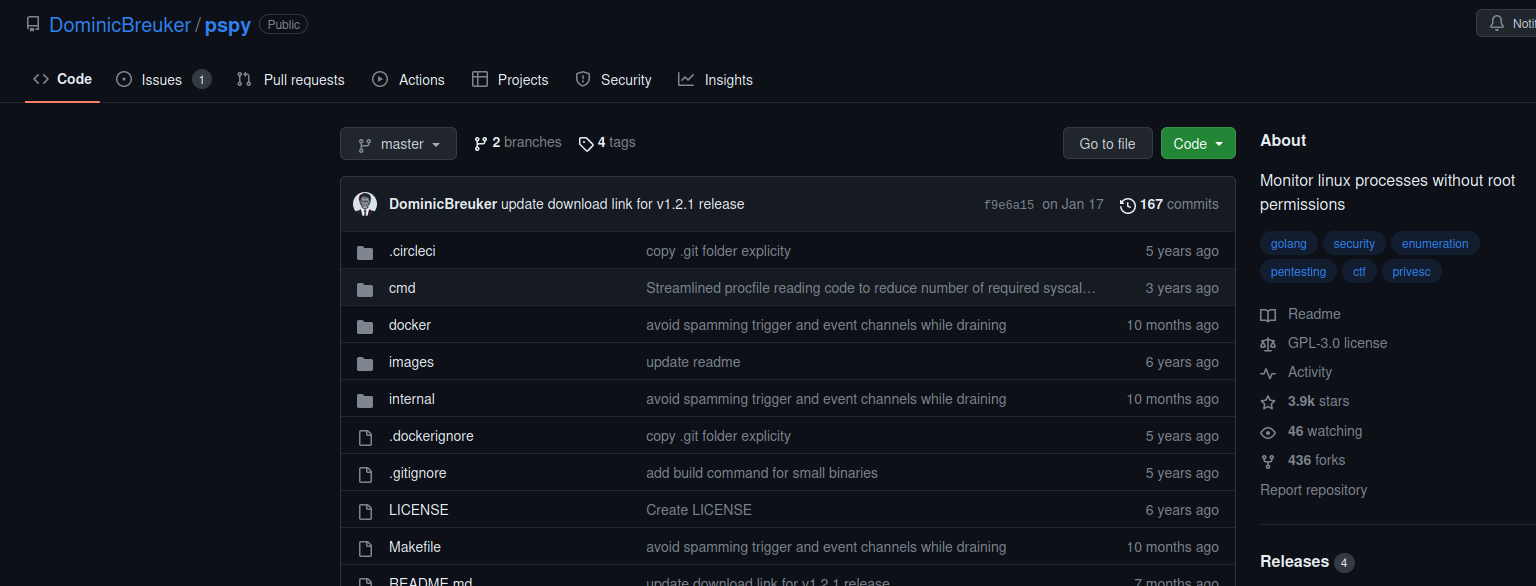 DominicBreuker / pspy Public
Code Issues 1 Pull requests Actions Projects Security Insights
master 2 branches 4 tags Go to file Code
DominicBreuker update download link for v1.2.1 release f9e6a15 on Jan 17 167 commits
.circleci copy .git folder explicity 5 years ago
cmd Streamlined procfile reading code to reduce number of required syscal… 3 years ago
docker avoid spamming trigger and event channels while draining 10 months ago
images update readme 6 years ago
internal avoid spamming trigger and event channels while draining 10 months ago
.dockerignore copy .git folder explicity 5 years ago
.gitignore add build command for small binaries 5 years ago
LICENSE Create LICENSE 6 years ago
Makefile avoid spamming trigger and event channels while draining 10 months ago
README.md update download link for v1.2.1 release 7 months ago
About
Monitor linux processes without root
permissions
golang security enumeration
pentesting ctf privesc
Readme
GPL-3.0 license
Activity
3.9k stars
46 watching
436 forks
Report repository
Releases 4